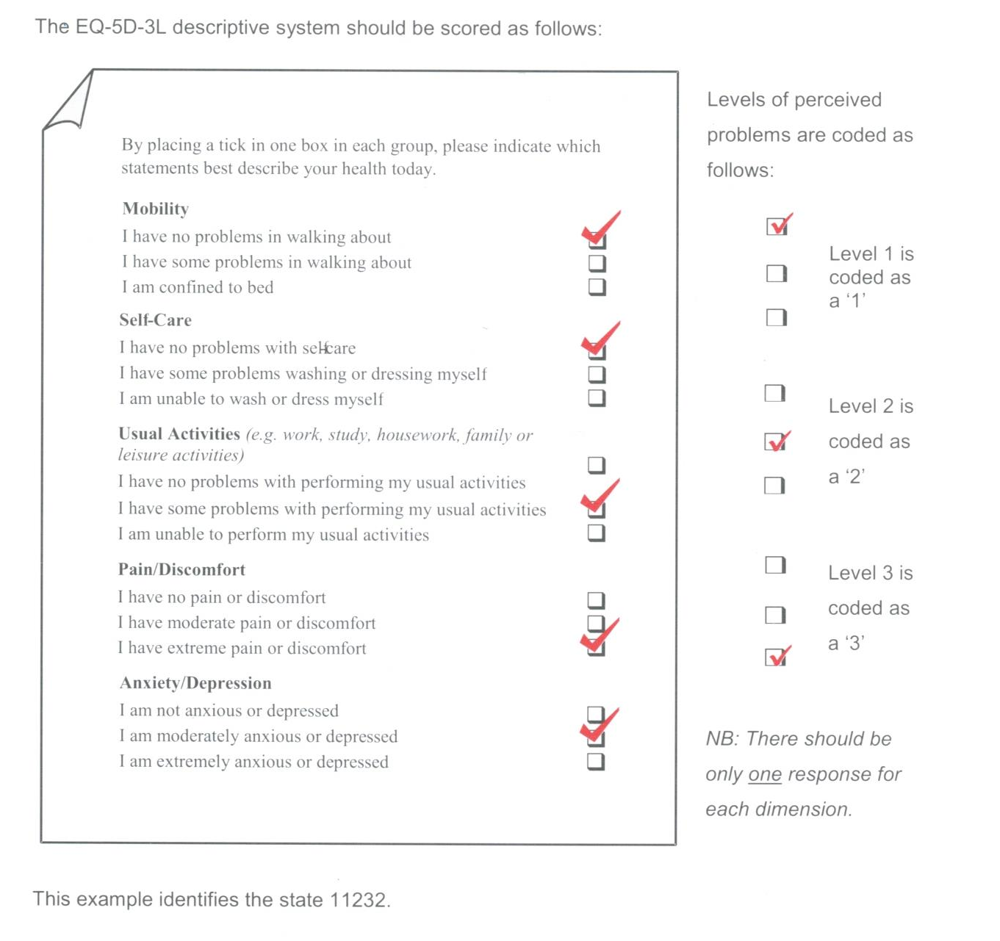 The EQ-5D-3L descriptive system should be scored as follows:
By placing a tick in one box in each group, please indicate which
statements best describe your health today.
Mobility
I have no problems in walking about
I have some problems in walking about
I am confined to bed
Self-Care
I have no problems with self-care
I have some problems washing or dressing myself
I am unable to wash or dress myself
Usual Activities (e.g. work, study, housework, family or
leisure activities)
I have no problems with performing my usual activities
I have some problems with performing my usual activities
I am unable to perform my usual activities
Pain/Discomfort
I have no pain or discomfort
I have moderate pain or discomfort
I have extreme pain or discomfort
Anxiety/Depression
I am not anxious or depressed
I am moderately anxious or depressed
I am extremely anxious or depressed
Levels of perceived
problems are coded as
follows:
Level 1 is
coded as
a ‘1’
Level 2 is
coded as
a ‘2’
Level 3 is
coded as
a ‘3’
NB: There should be
only one response for
each dimension.
This example identifies the state 11232.